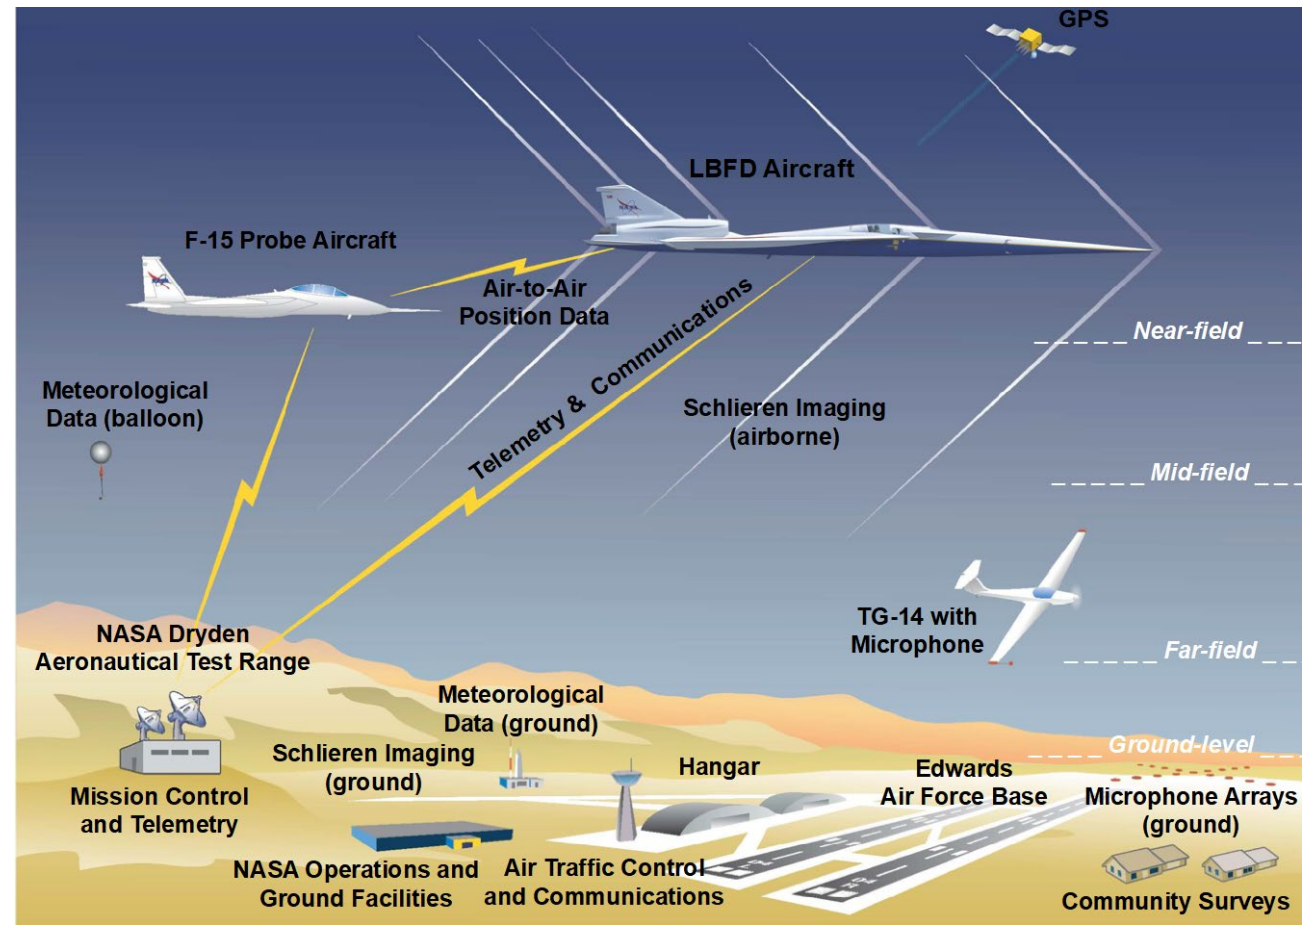 GPS
LBFD Aircraft
F-15 Probe Aircraft
Air-to-Air
Position Data
Telemetry & Communications
Near-field
Meteorological
Data (balloon)
Schlieren Imaging
(airborne)
Mid-field
TG-14 with
Microphone
Far-field
NASA Dryden
Aeronautical Test Range
Meteorological
Data (ground)
Ground-level
Schlieren Imaging
(ground)
Hangar
Edwards
Air Force Base
Mission Control
and Telemetry
Microphone Arrays
(ground)
NASA Operations and
Ground Facilities
Air Traffic Control
and Communications
Community Surveys